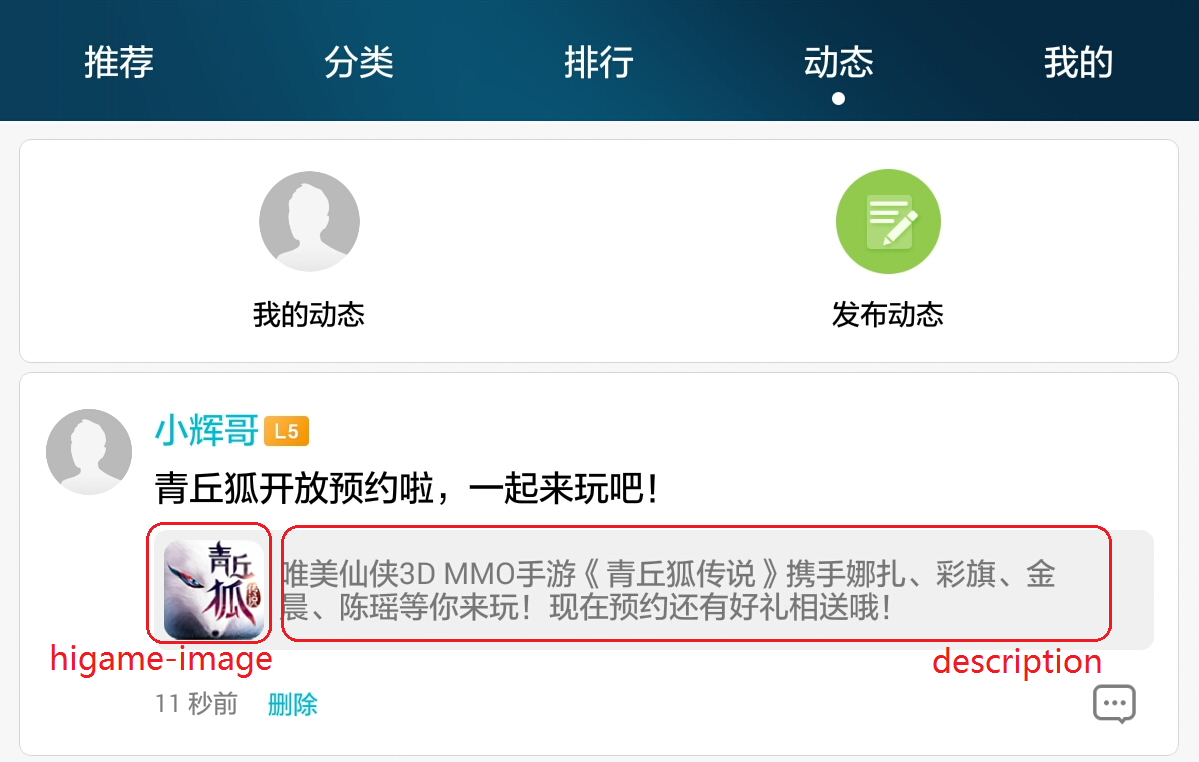 推荐 分类 排行 动态 我的
我的动态 发布动态
小辉哥 L5
青丘狐开放预约啦，一起来玩吧！
青丘狐传说
唯美仙侠3D MMO手游《青丘狐传说》携手娜扎、彩旗、金
晨、陈瑶等你来玩！现在预约还有好礼相送哦！
higame-image
description
11 秒前 删除